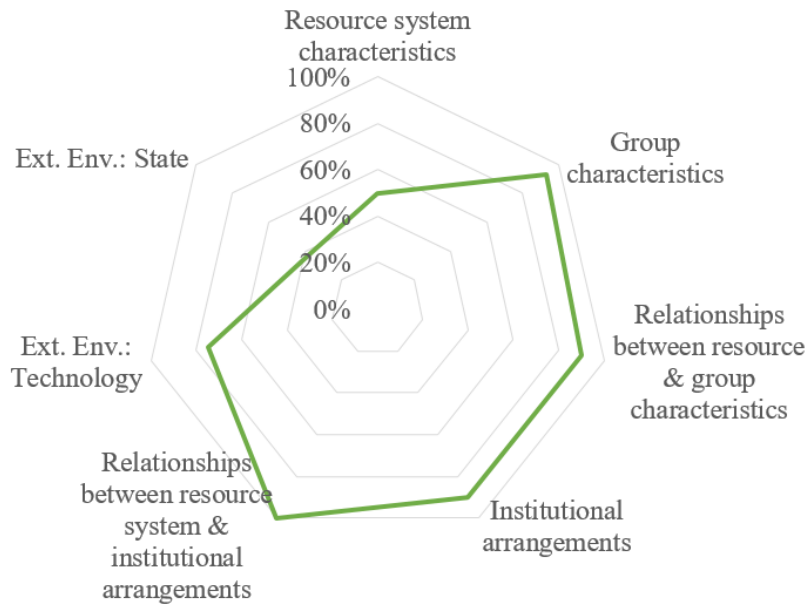 Resource system
characteristics
100%
80%
60%
40%
20%
0%
Group
characteristics
Relationships
between resource
& group
characteristics
Institutional
arrangements
Relationships
between resource
system &
institutional
arrangements
Ext. Env.:
Technology
Ext. Env.: State